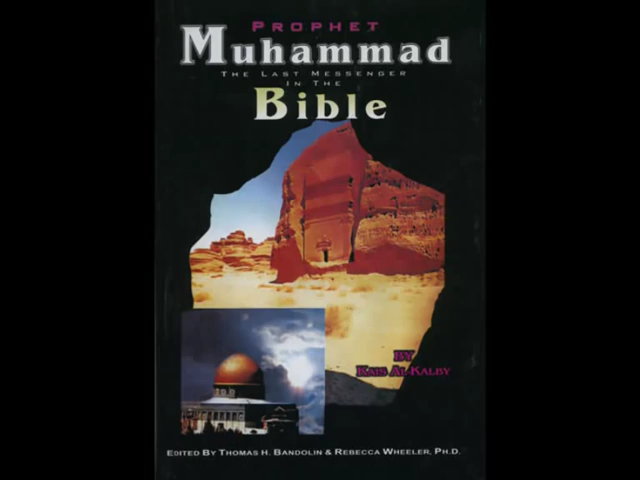 PROPHET
Muhammad
THE LAST MESSENGER
IN THE
Bible
BY
KAIS AL-KALBY
EDITED BY THOMAS H. BANDOLIN & REBECCA WHEELER, PH.D.